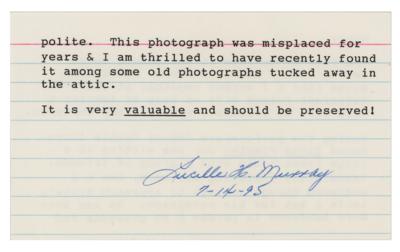 polite.  This photograph was misplaced for
years & I am thrilled to have recently found
it among some old photographs tucked away in
the attic.
It is very valuable and should be preserved!
Lucille H. Murray
7-14-95